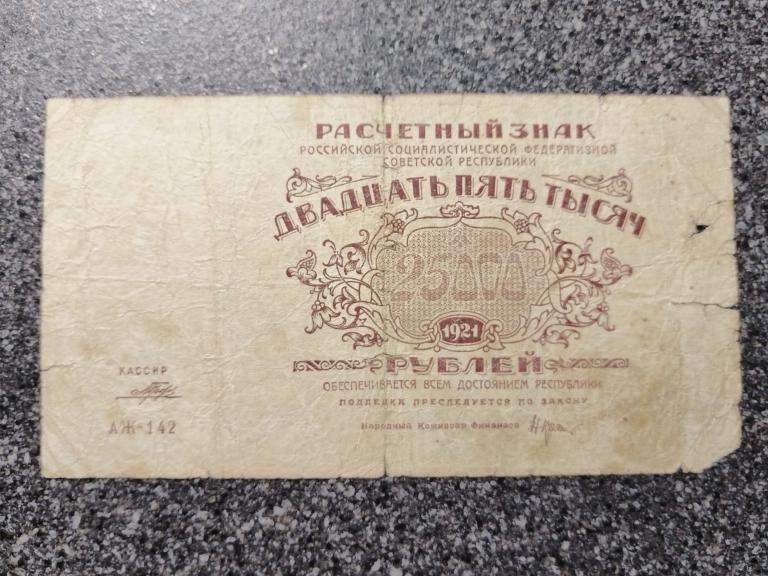 РАСЧЕТНЫЙ ЗНАК
РОССИЙСКОЙ СОЦИАЛИСТИЧЕСКОЙ ФЕДЕРАТИВНОЙ
СОВЕТСКОЙ РЕСПУБЛИКИ
ДВАДЦАТЬ ПЯТЬ ТЫСЯЧ
25000
1921
РУБЛЕЙ
ОБЕСПЕЧИВАЕТСЯ ВСЕМ ДОСТОЯНИЕМ РЕСПУБЛИКИ
ПОДДЕЛКА ПРЕСЛЕДУЕТСЯ ПО ЗАКОНУ
Народный Комиссар Финансов
КАССИР
АЖ-142